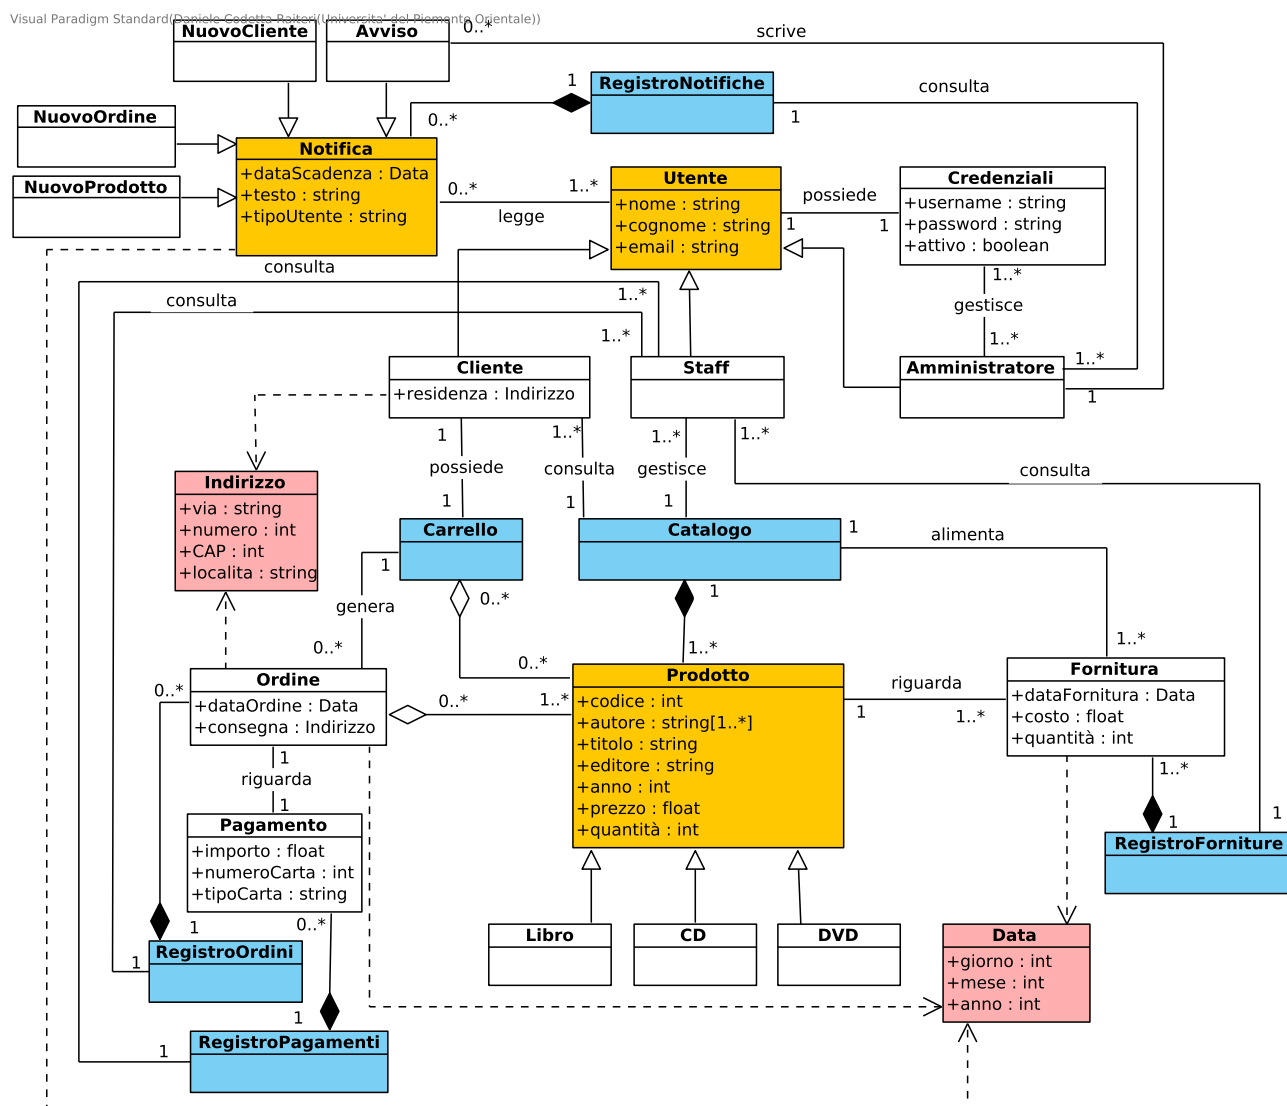 Visual Paradigm Standard(Daniele Codetta Raiteri(Universita' del Piemonte Orientale))
NuovoCliente
Avviso
0..*
scrive
1
RegistroNotifiche
consulta
1
0..*
NuovoOrdine
NuovoProdotto
Notifica
+dataScadenza : Data
+testo : string
+tipoUtente : string
0..*
1..*
legge
Utente
+nome : string
+cognome : string
+email : string
possiede
1
1
Credenziali
+username : string
+password : string
+attivo : boolean
1..*
gestisce
1..*
consulta
1..*
consulta
1..*
Cliente
+residenza : Indirizzo
Staff
Amministratore
1..*
1
1
possiede
1
1..*
consulta
1
1..*
gestisce
1
1..*
consulta
Indirizzo
+via : string
+numero : int
+CAP : int
+localita : string
Carrello
Catalogo
1
alimenta
1
genera
0..*
0..*
1
0..*
1..*
1..*
Ordine
+dataOrdine : Data
+consegna : Indirizzo
0..*
0..*
1..*
Prodotto
+codice : int
+autore : string[1..*]
+titolo : string
+editore : string
+anno : int
+prezzo : float
+quantità : int
riguarda
1
1..*
Fornitura
+dataFornitura : Data
+costo : float
+quantità : int
1
riguarda
1
1..*
1
1
Pagamento
+importo : float
+numeroCarta : int
+tipoCarta : string
RegistroForniture
0..*
1
RegistroOrdini
1
Libro
CD
DVD
Data
+giorno : int
+mese : int
+anno : int
1
RegistroPagamenti
1